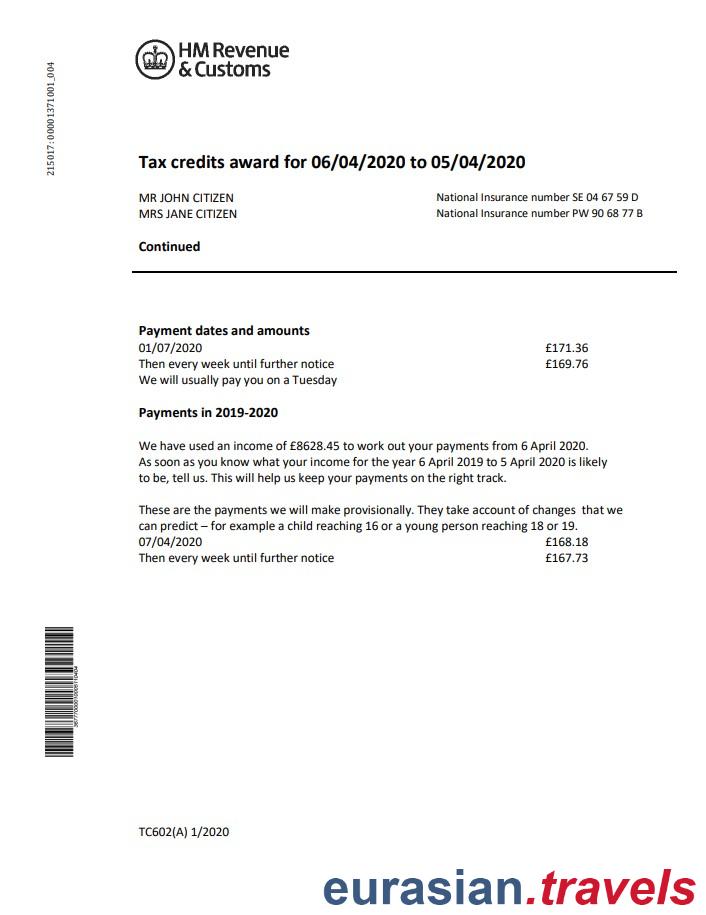 215017:00001371001_004
HM Revenue
& Customs
Tax credits award for 06/04/2020 to 05/04/2020
MR JOHN CITIZEN National Insurance number SE 04 67 59 D
MRS JANE CITIZEN National Insurance number PW 90 68 77 B
Continued
Payment dates and amounts
01/07/2020 £171.36
Then every week until further notice £169.76
We will usually pay you on a Tuesday
Payments in 2019-2020
We have used an income of £8628.45 to work out your payments from 6 April 2020.
As soon as you know what your income for the year 6 April 2019 to 5 April 2020 is likely
to be, tell us. This will help us keep your payments on the right track.
These are the payments we will make provisionally. They take account of changes that we
can predict – for example a child reaching 16 or a young person reaching 18 or 19.
07/04/2020 £168.18
Then every week until further notice £167.73
TC602(A) 1/2020
eurasian.travels